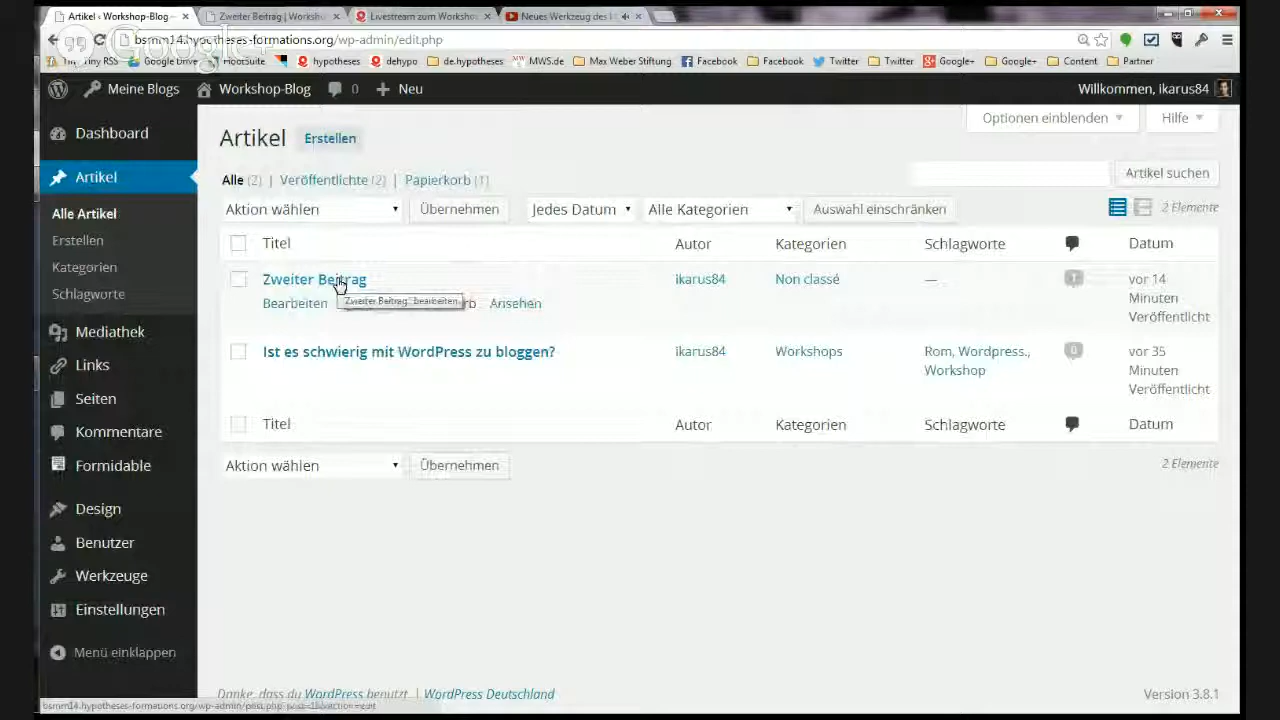 Artikel ‹ Workshop-Blog —
Zweiter Beitrag | Worksh
Livestream zum Worksho
Neues Werkzeug des
Google+
bsmm14.hypotheses-formations.org/wp-admin/edit.php
Tiny RSS
Google Drive
HootSuite
hypotheses
dehypo
de.hypotheses
MWS.de
Max Weber Stiftung
Facebook
Facebook
Twitter
Twitter
Google+
Google+
Content
Partner
Meine Blogs
Workshop-Blog
0
Neu
Willkommen, ikarus84
Dashboard
Artikel
Alle Artikel
Erstellen
Kategorien
Schlagworte
Mediathek
Links
Seiten
Kommentare
Formidable
Design
Benutzer
Werkzeuge
Einstellungen
Menü einklappen
Optionen einblenden
Hilfe
Artikel Erstellen
Alle (2) | Veröffentlichte (2) | Papierkorb (1)
Artikel suchen
Aktion wählen
Übernehmen
Jedes Datum
Alle Kategorien
Auswahl einschränken
2 Elemente
Titel
Autor
Kategorien
Schlagworte
Datum
Zweiter Beitrag
ikarus84
Non classé
—
1
vor 14
Minuten
Veröffentlicht
Bearbeiten
"Zweiter Beitrag" bearbeiten
rb
Ansehen
Ist es schwierig mit WordPress zu bloggen?
ikarus84
Workshops
Rom, Wordpress.,
Workshop
0
vor 35
Minuten
Veröffentlicht
Titel
Autor
Kategorien
Schlagworte
Datum
Aktion wählen
Übernehmen
2 Elemente
Danke, dass du WordPress benutzt. | WordPress Deutschland
Version 3.8.1